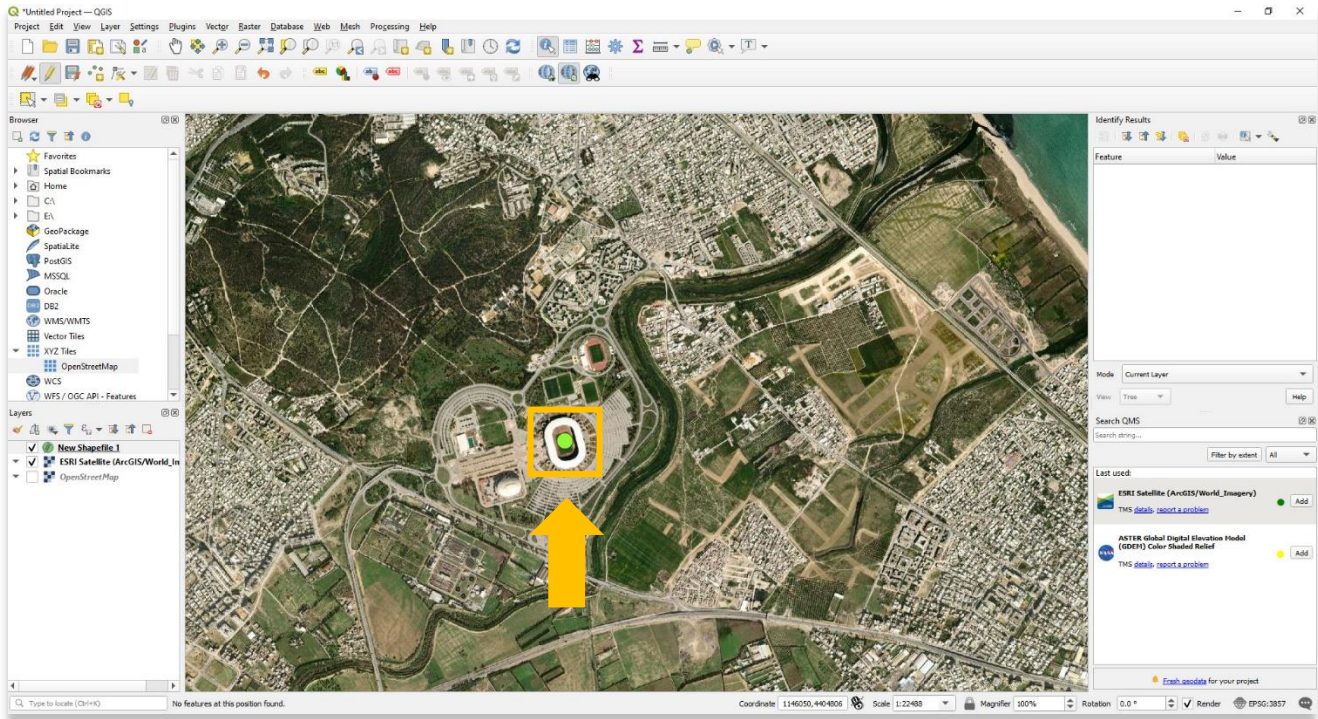 *Untitled Project — QGIS
Project Edit View Layer Settings Plugins Vector Raster Database Web Mesh Processing Help
Browser
Favorites
Spatial Bookmarks
Home
C:\
E:\
GeoPackage
SpatiaLite
PostGIS
MSSQL
Oracle
DB2
WMS/WMTS
Vector Tiles
XYZ Tiles
OpenStreetMap
WCS
WFS / OGC API - Features
Layers
New Shapefile 1
ESRI Satellite (ArcGIS/World_In
OpenStreetMap
Identify Results
Feature Value
Mode Current Layer
View Tree Help
Search QMS
Search string...
Filter by extent All
Last used:
ESRI Satellite (ArcGIS/World_Imagery)
TMS details, report a problem
Add
ASTER Global Digital Elevation Model
(GDEM) Color Shaded Relief
TMS details, report a problem
Add
Fresh geodata for your project
Type to locate (Ctrl+K) No features at this position found. Coordinate 1146050,4404806 Scale 1:22488 Magnifier 100% Rotation 0.0 ° Render EPSG:3857